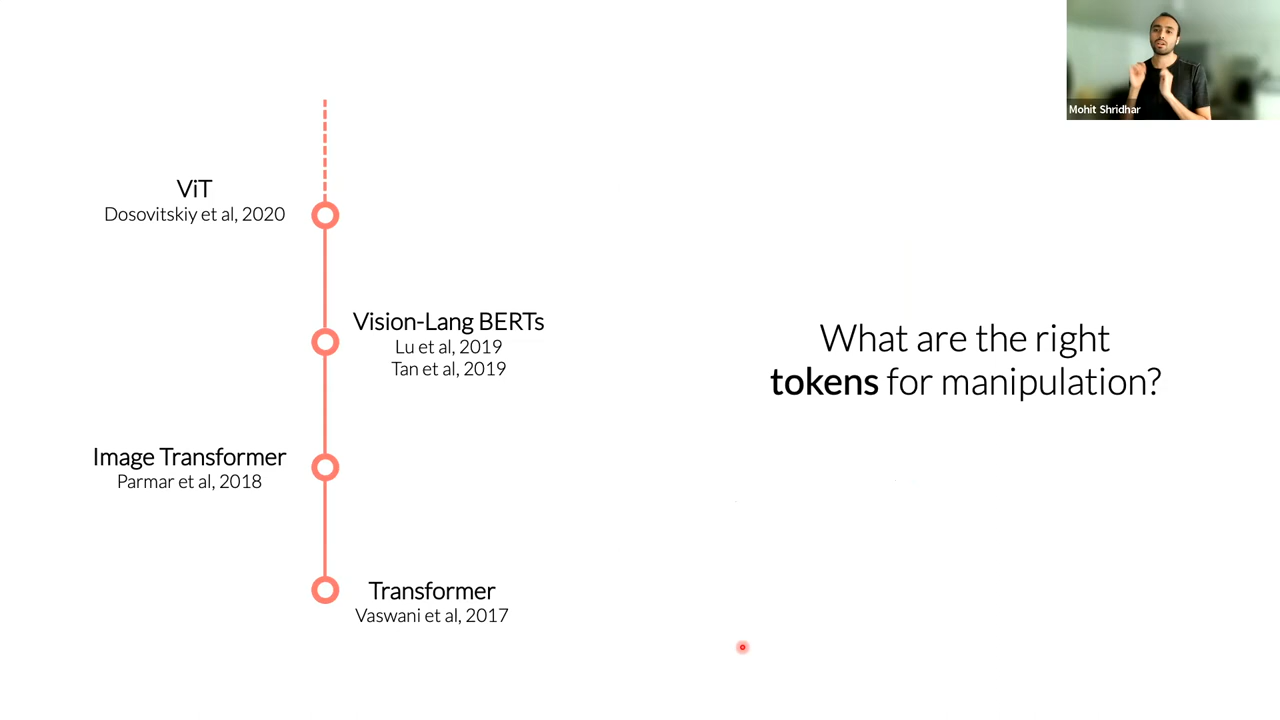 Mohit Shridhar
ViT
Dosovitskiy et al, 2020
Vision-Lang BERTs
Lu et al, 2019
Tan et al, 2019
Image Transformer
Parmar et al, 2018
Transformer
Vaswani et al, 2017
What are the right
tokens for manipulation?